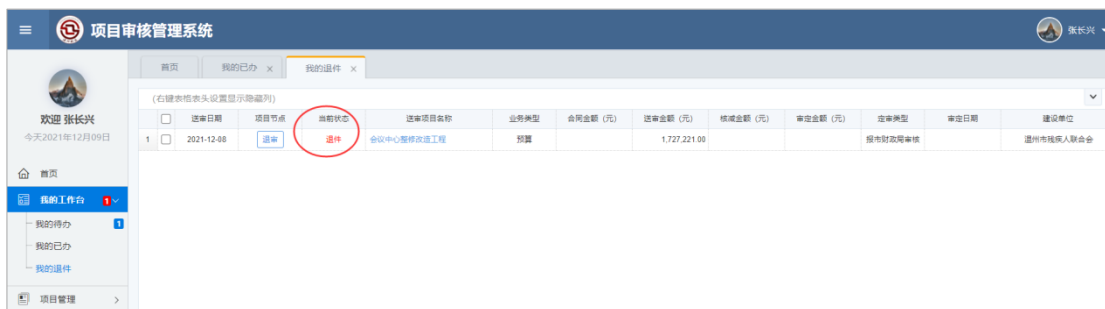 项目审核管理系统
张长兴
首页 我的已办 × 我的退件 ×
(右键表格表头设置显示隐藏列)
欢迎 张长兴
今天2021年12月09日
送审日期 项目节点 当前状态 送审项目名称 业务类型 合同金额（元） 送审金额（元） 核减金额（元） 审定金额（元） 定审类型 审定日期 建设单位
1 2021-12-08 退审 退件 会议中心整修改造工程 预算 1,727,221.00 报市财政局审核 温州市残疾人联合会
首页
我的工作台 1
我的待办 1
我的已办
我的退件
项目管理 >